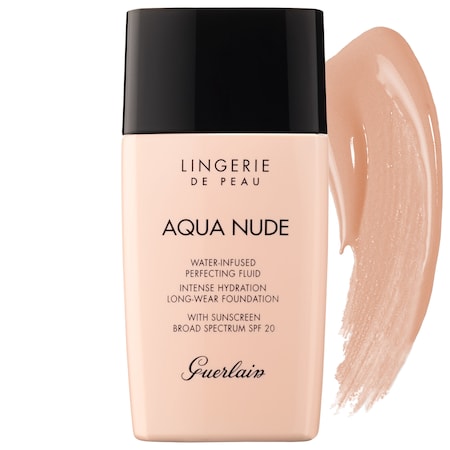 LINGERIE
DE PEAU
AQUA NUDE
WATER-INFUSED
PERFECTING FLUID
INTENSE HYDRATION
LONG-WEAR FOUNDATION
WITH SUNSCREEN
BROAD SPECTRUM SPF 20
Guerlain